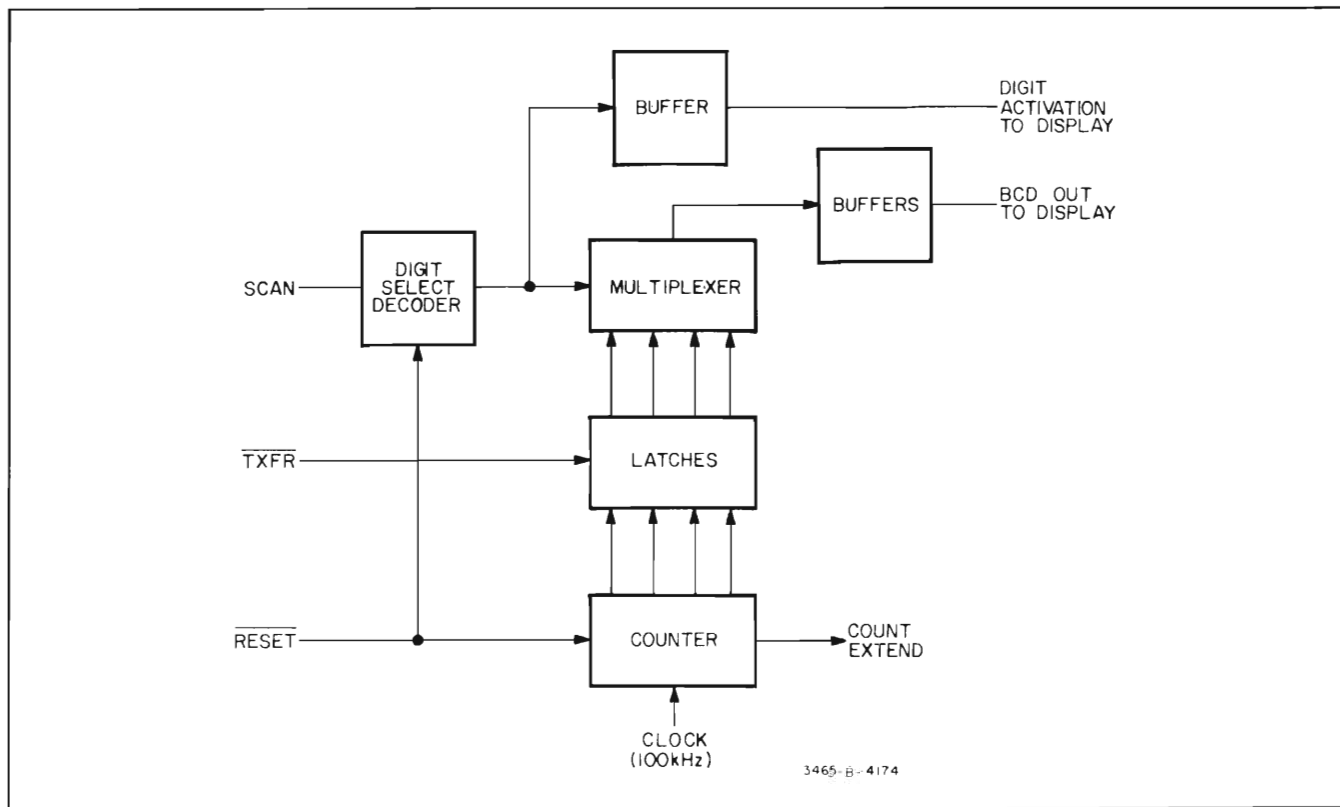 BUFFER
DIGIT
ACTIVATION
TO DISPLAY
BUFFERS
BCD OUT
TO DISPLAY
SCAN
DIGIT
SELECT
DECODER
MULTIPLEXER
TXFR
LATCHES
RESET
COUNTER
COUNT
EXTEND
CLOCK
(100kHz)
3465-B-4174